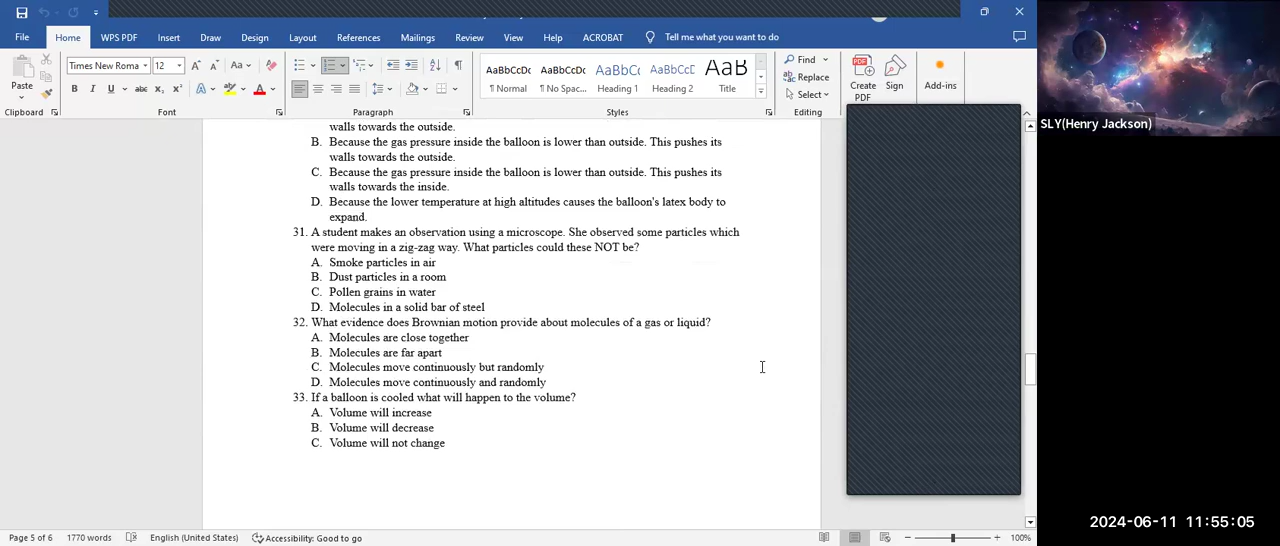 File Home WPS PDF Insert Draw Design Layout References Mailings Review View Help ACROBAT Tell me what you want to do
Paste
Times New Roma 12
Aa
B I U abc
AaBbCcDc AaBbCcDc AaBbC AaBbCcD AaB
¶ Normal ¶ No Spac... Heading 1 Heading 2 Title
Find
Replace
Select
Create PDF
Sign
Add-ins
Clipboard Font Paragraph Styles Editing
SLY(Henry Jackson)
walls towards the outside.
B. Because the gas pressure inside the balloon is lower than outside. This pushes its
walls towards the outside.
C. Because the gas pressure inside the balloon is lower than outside. This pushes its
walls towards the inside.
D. Because the lower temperature at high altitudes causes the balloon's latex body to
expand.
31. A student makes an observation using a microscope. She observed some particles which
were moving in a zig-zag way. What particles could these NOT be?
A. Smoke particles in air
B. Dust particles in a room
C. Pollen grains in water
D. Molecules in a solid bar of steel
32. What evidence does Brownian motion provide about molecules of a gas or liquid?
A. Molecules are close together
B. Molecules are far apart
C. Molecules move continuously but randomly
D. Molecules move continuously and randomly
33. If a balloon is cooled what will happen to the volume?
A. Volume will increase
B. Volume will decrease
C. Volume will not change
2024-06-11 11:55:05
Page 5 of 6 1770 words English (United States) Accessibility: Good to go 100%